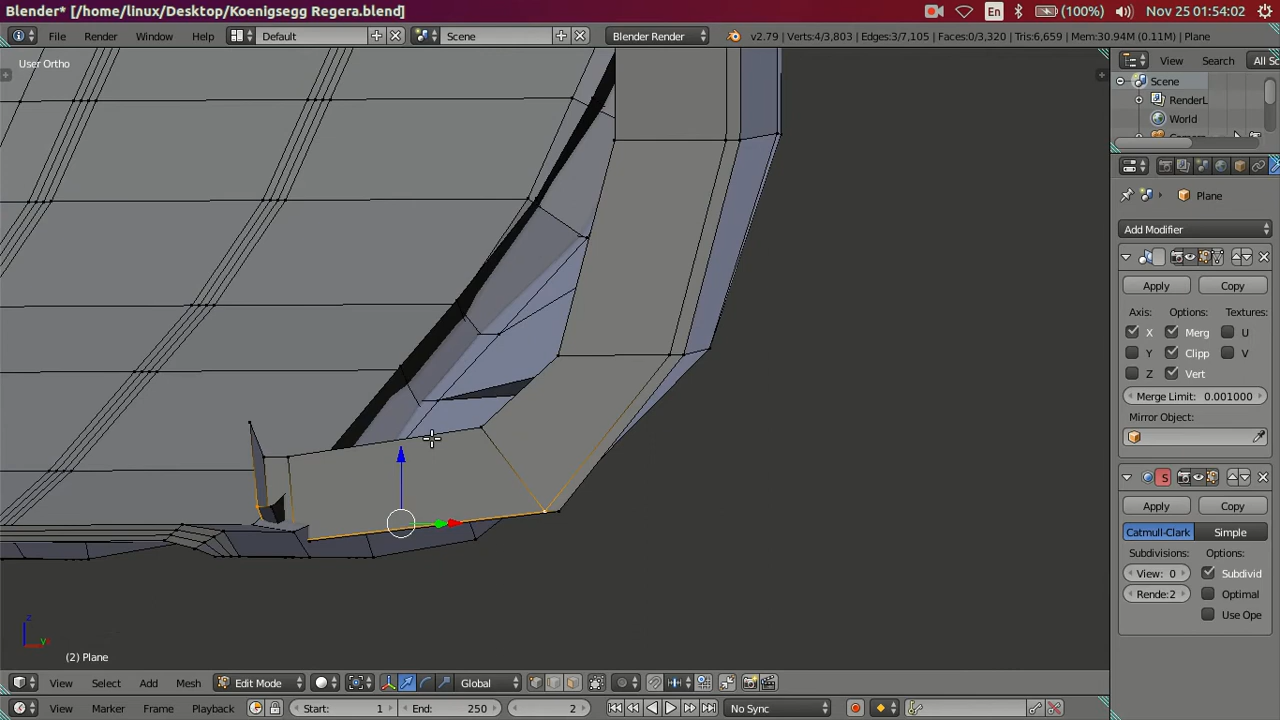 Blender* [/home/linux/Desktop/Koenigsegg Regera.blend]
En (100%) Nov 25 01:54:02
File Render Window Help Default Scene Blender Render v2.79 | Verts:4/3,803 | Edges:3/7,105 | Faces:0/3,320 | Tris:6,659 | Mem:30.94M (0.11M) | Plane
User Ortho
View Search All Sc
Scene
RenderL
World
Plane
Add Modifier
Apply Copy
Axis: Options: Textures:
X Merg U
Y Clipp V
Z Vert
Merge Limit: 0.001000
Mirror Object:
S
Apply Copy
Catmull-Clark Simple
Subdivisions: Options:
View: 0 Subdivid
Rende:2 Optimal
Use Ope
z
y
(2) Plane
View Select Add Mesh Edit Mode Global
View Marker Frame Playback Start: 1 End: 250 2 No Sync